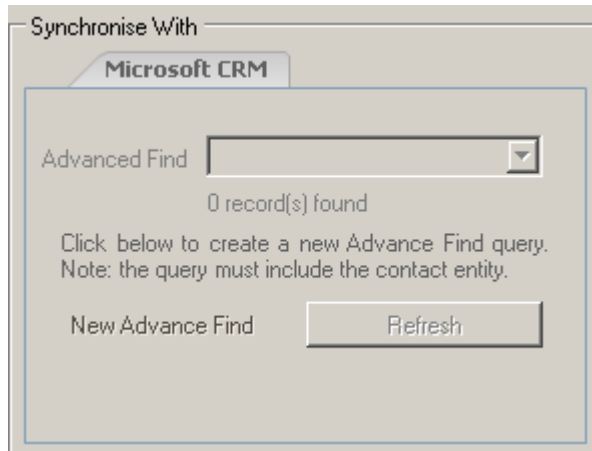 Synchronise With
Microsoft CRM
Advanced Find
0 record(s) found
Click below to create a new Advance Find query.
Note: the query must include the contact entity.
New Advance Find Refresh